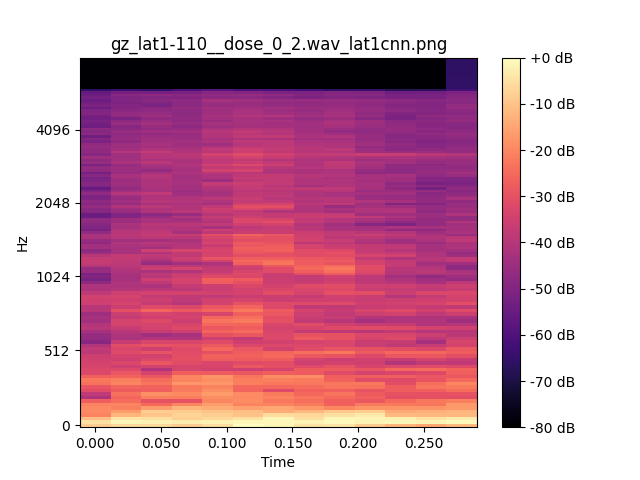 gz_lat1-110__dose_0_2.wav_lat1cnn.png
Hz
4096
2048
1024
512
0
0.000 0.050 0.100 0.150 0.200 0.250
Time
+0 dB
-10 dB
-20 dB
-30 dB
-40 dB
-50 dB
-60 dB
-70 dB
-80 dB